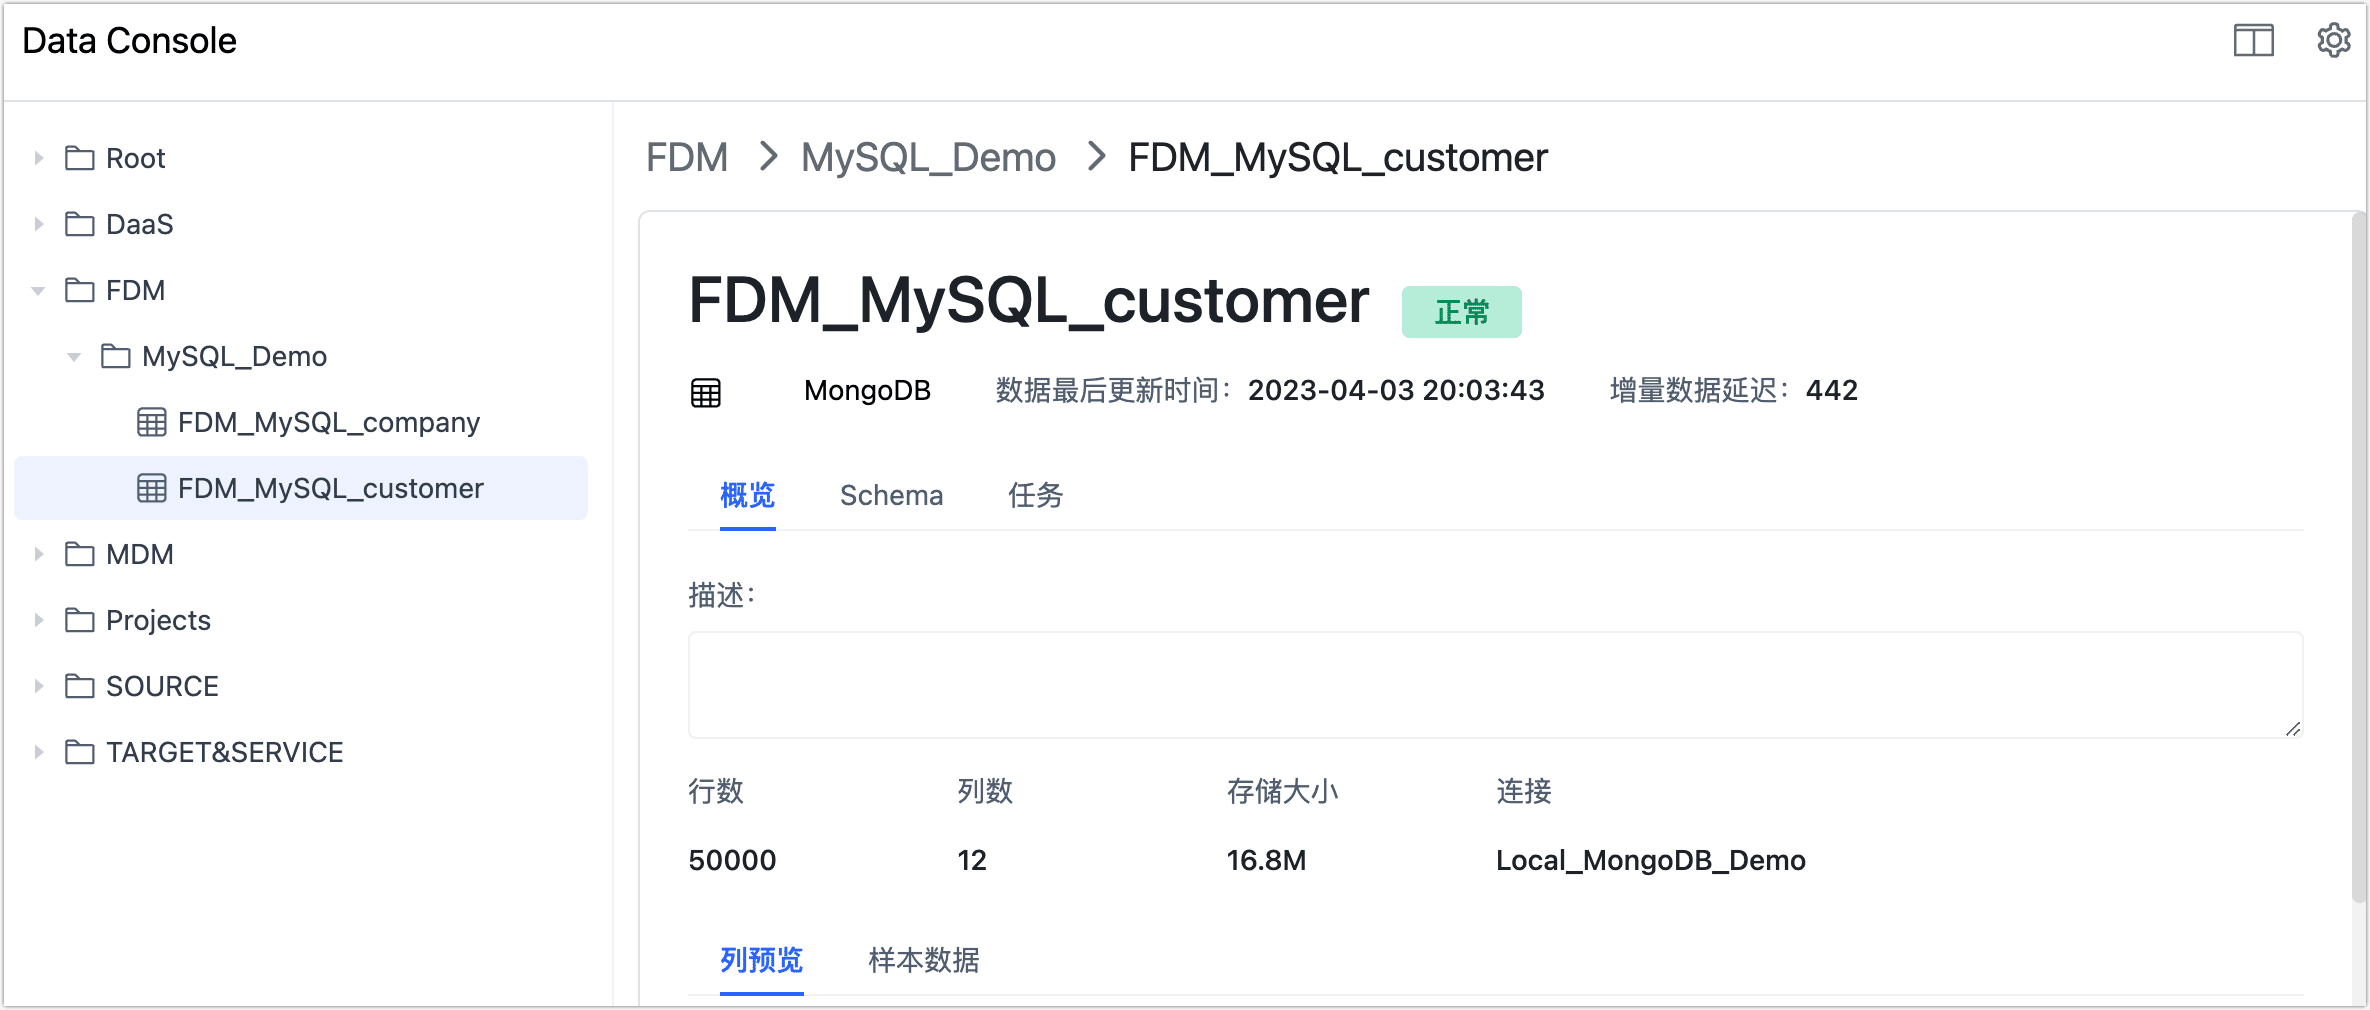 Data Console
Root
DaaS
FDM
MySQL_Demo
FDM_MySQL_company
FDM_MySQL_customer
MDM
Projects
SOURCE
TARGET&SERVICE
FDM > MySQL_Demo > FDM_MySQL_customer
FDM_MySQL_customer 正常
MongoDB 数据最后更新时间： 2023-04-03 20:03:43 增量数据延迟： 442
概览 Schema 任务
描述：
行数 列数 存储大小 连接
50000 12 16.8M Local_MongoDB_Demo
列预览 样本数据